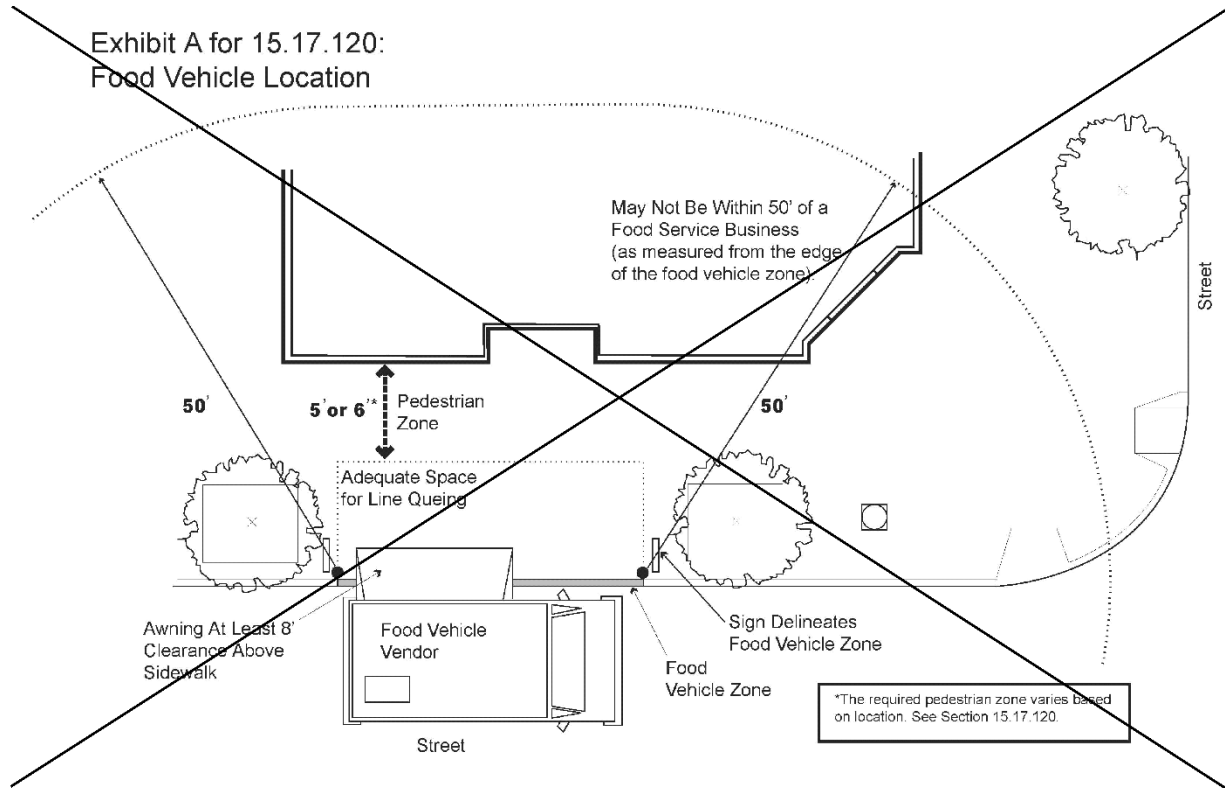 Exhibit A for 15.17.120:
Food Vehicle Location
May Not Be Within 50' of a
Food Service Business
(as measured from the edge
of the food vehicle zone).
Street
50'
5'or 6'*
Pedestrian
Zone
50'
Adequate Space
for Line Queing
Awning At Least 8'
Clearance Above
Sidewalk
Food Vehicle
Vendor
Sign Delineates
Food Vehicle Zone
Food
Vehicle Zone
*The required pedestrian zone varies based
on location. See Section 15.17.120.
Street